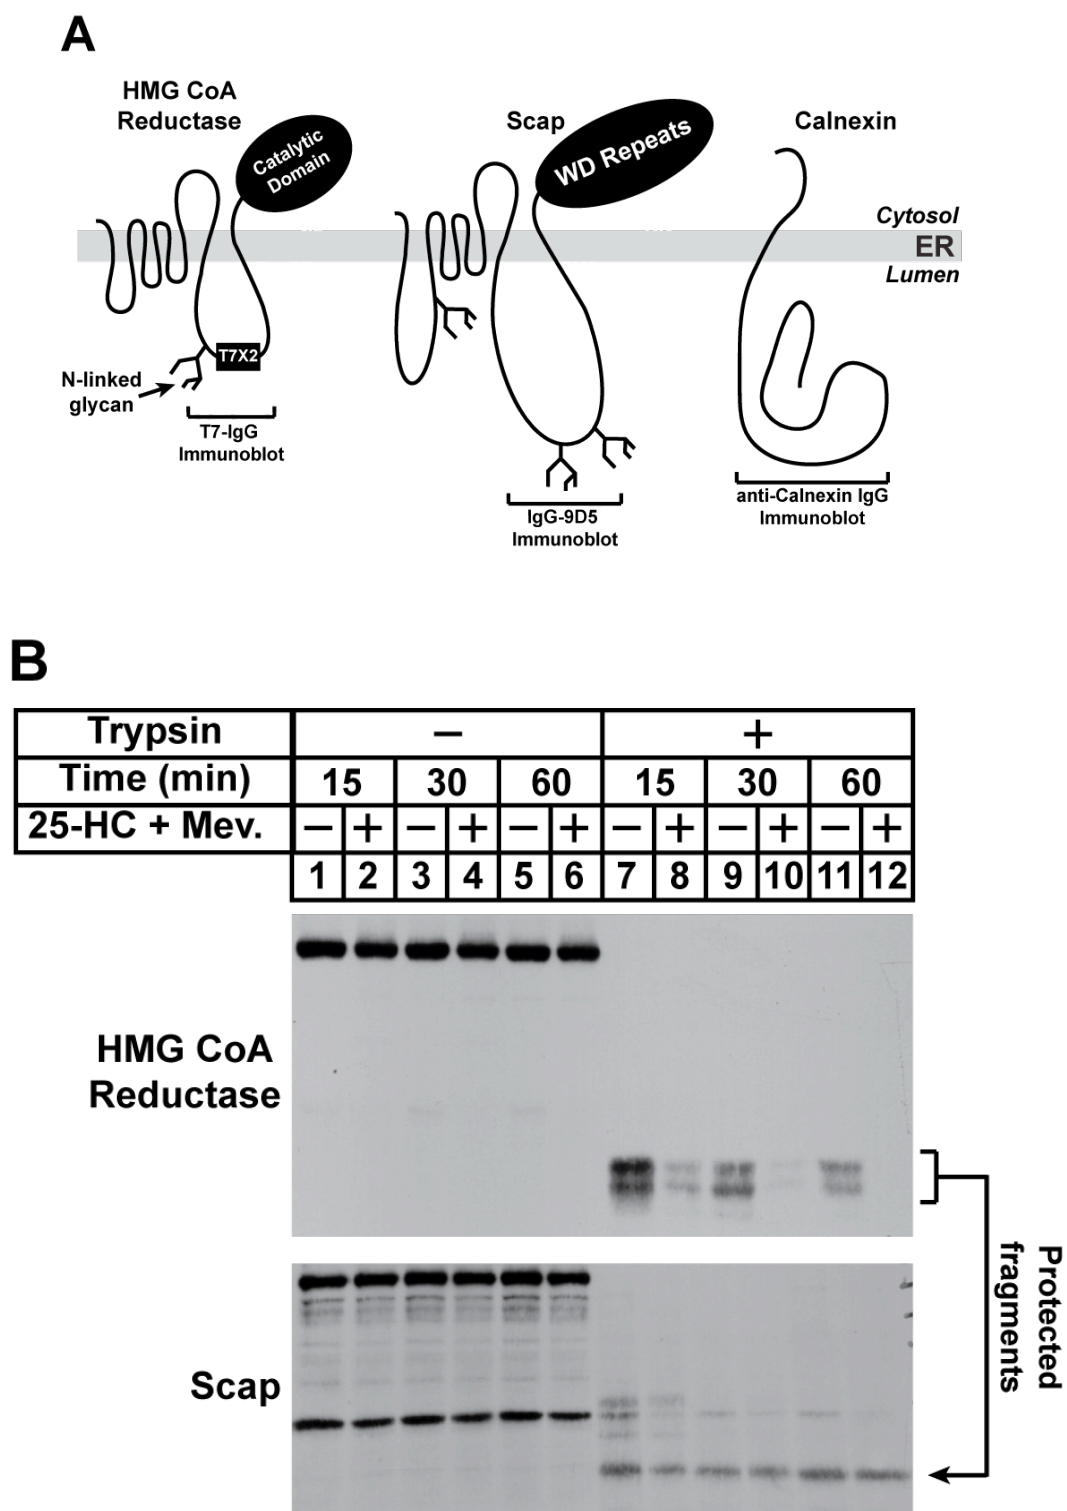 A
HMG CoA
Reductase
Catalytic
Domain
Scap
WD Repeats
Calnexin
Cytosol
ER
Lumen
T7X2
N-linked
glycan
T7-IgG
Immunoblot
IgG-9D5
Immunoblot
anti-Calnexin IgG
Immunoblot
B
Trypsin − +
Time (min) 15 30 60 15 30 60
25-HC + Mev. − + − + − + − + − + − +
1 2 3 4 5 6 7 8 9 10 11 12
HMG CoA
Reductase
Scap
Protected
fragments